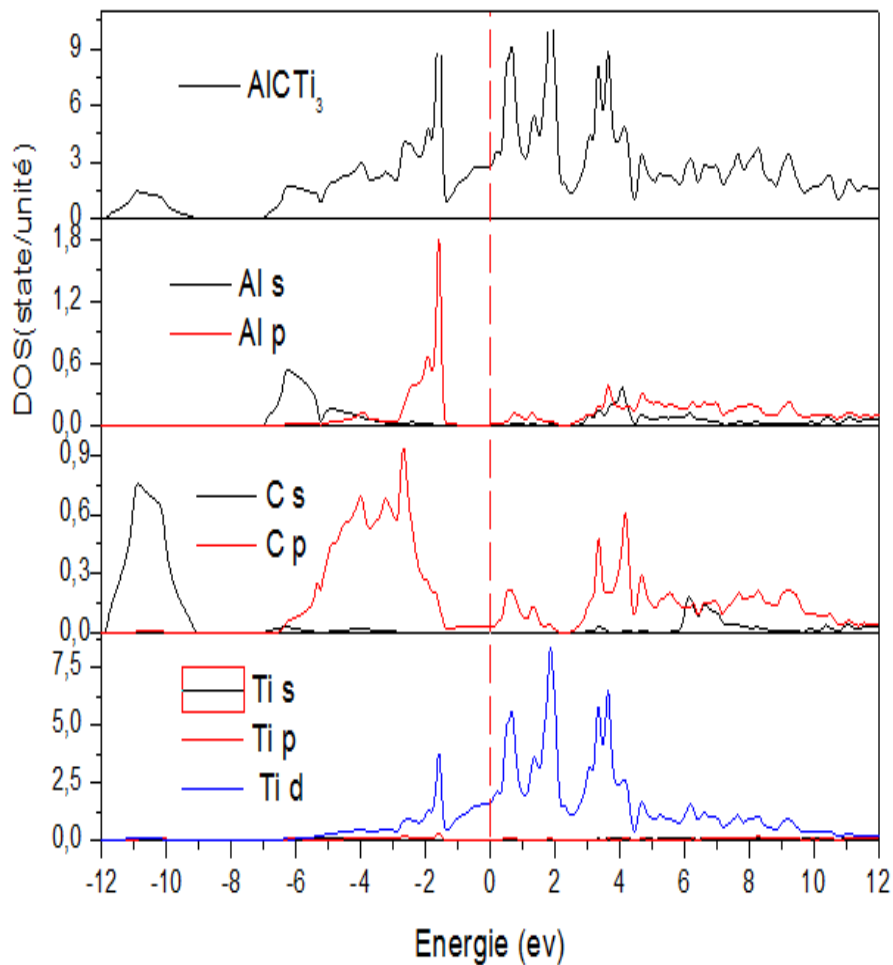 DOS(state/unité)
9
6
3
0
AlCTi₃
1,8
1,2
0,6
0,0
Al s
Al p
0,9
0,6
0,3
0,0
C s
C p
7,5
5,0
2,5
0,0
Ti s
Ti p
Ti d
-12 -10 -8 -6 -4 -2 0 2 4 6 8 10 12
Energie (ev)